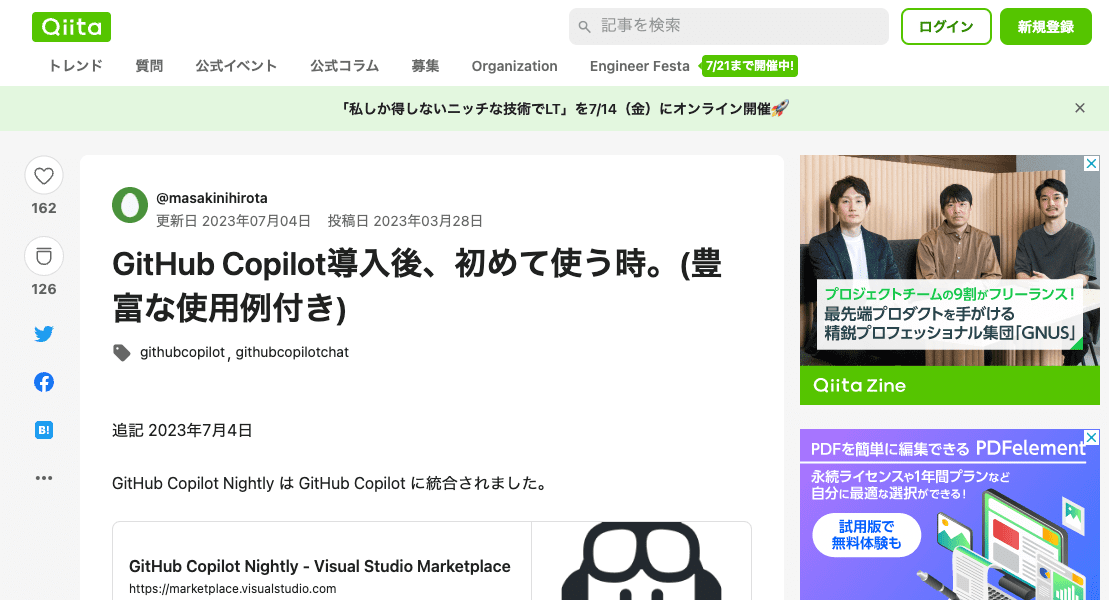 Qiita
記事を検索
ログイン
新規登録
トレンド
質問
公式イベント
公式コラム
募集
Organization
Engineer Festa
7/21まで開催中!
「私しか得しないニッチな技術でLT」を7/14（金）にオンライン開催🚀
162
126
B!
@masakinihirota
更新日 2023年07月04日 投稿日 2023年03月28日
GitHub Copilot導入後、初めて使う時。(豊
富な使用例付き)
githubcopilot , githubcopilotchat
追記 2023年7月4日
GitHub Copilot Nightly は GitHub Copilot に統合されました。
GitHub Copilot Nightly - Visual Studio Marketplace
https://marketplace.visualstudio.com
プロジェクトチームの9割がフリーランス！
最先端プロダクトを手がける
精鋭プロフェッショナル集団「GNUS」
Qiita Zine
PDFを簡単に編集できる PDFelement
永続ライセンスや1年間プランなど
自分に最適な選択ができる!
試用版で
無料体験も